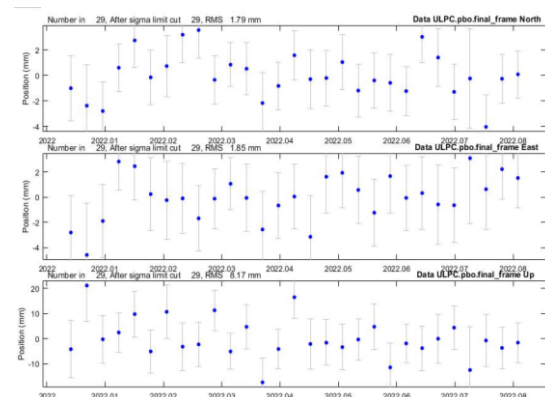 Number in 29, After sigma limit cut 29, RMS 1.79 mm Data ULPC.pbo.final_frame North
Position (mm)
2
0
-2
-4
2022 2022.01 2022.02 2022.03 2022.04 2022.05 2022.06 2022.07 2022.08
Number in 29, After sigma limit cut 29, RMS 1.85 mm Data ULPC.pbo.final_frame East
Position (mm)
2
0
-2
-4
2022 2022.01 2022.02 2022.03 2022.04 2022.05 2022.06 2022.07 2022.08
Number in 29, After sigma limit cut 29, RMS 8.17 mm Data ULPC.pbo.final_frame Up
Position (mm)
20
10
0
-10
2022 2022.01 2022.02 2022.03 2022.04 2022.05 2022.06 2022.07 2022.08